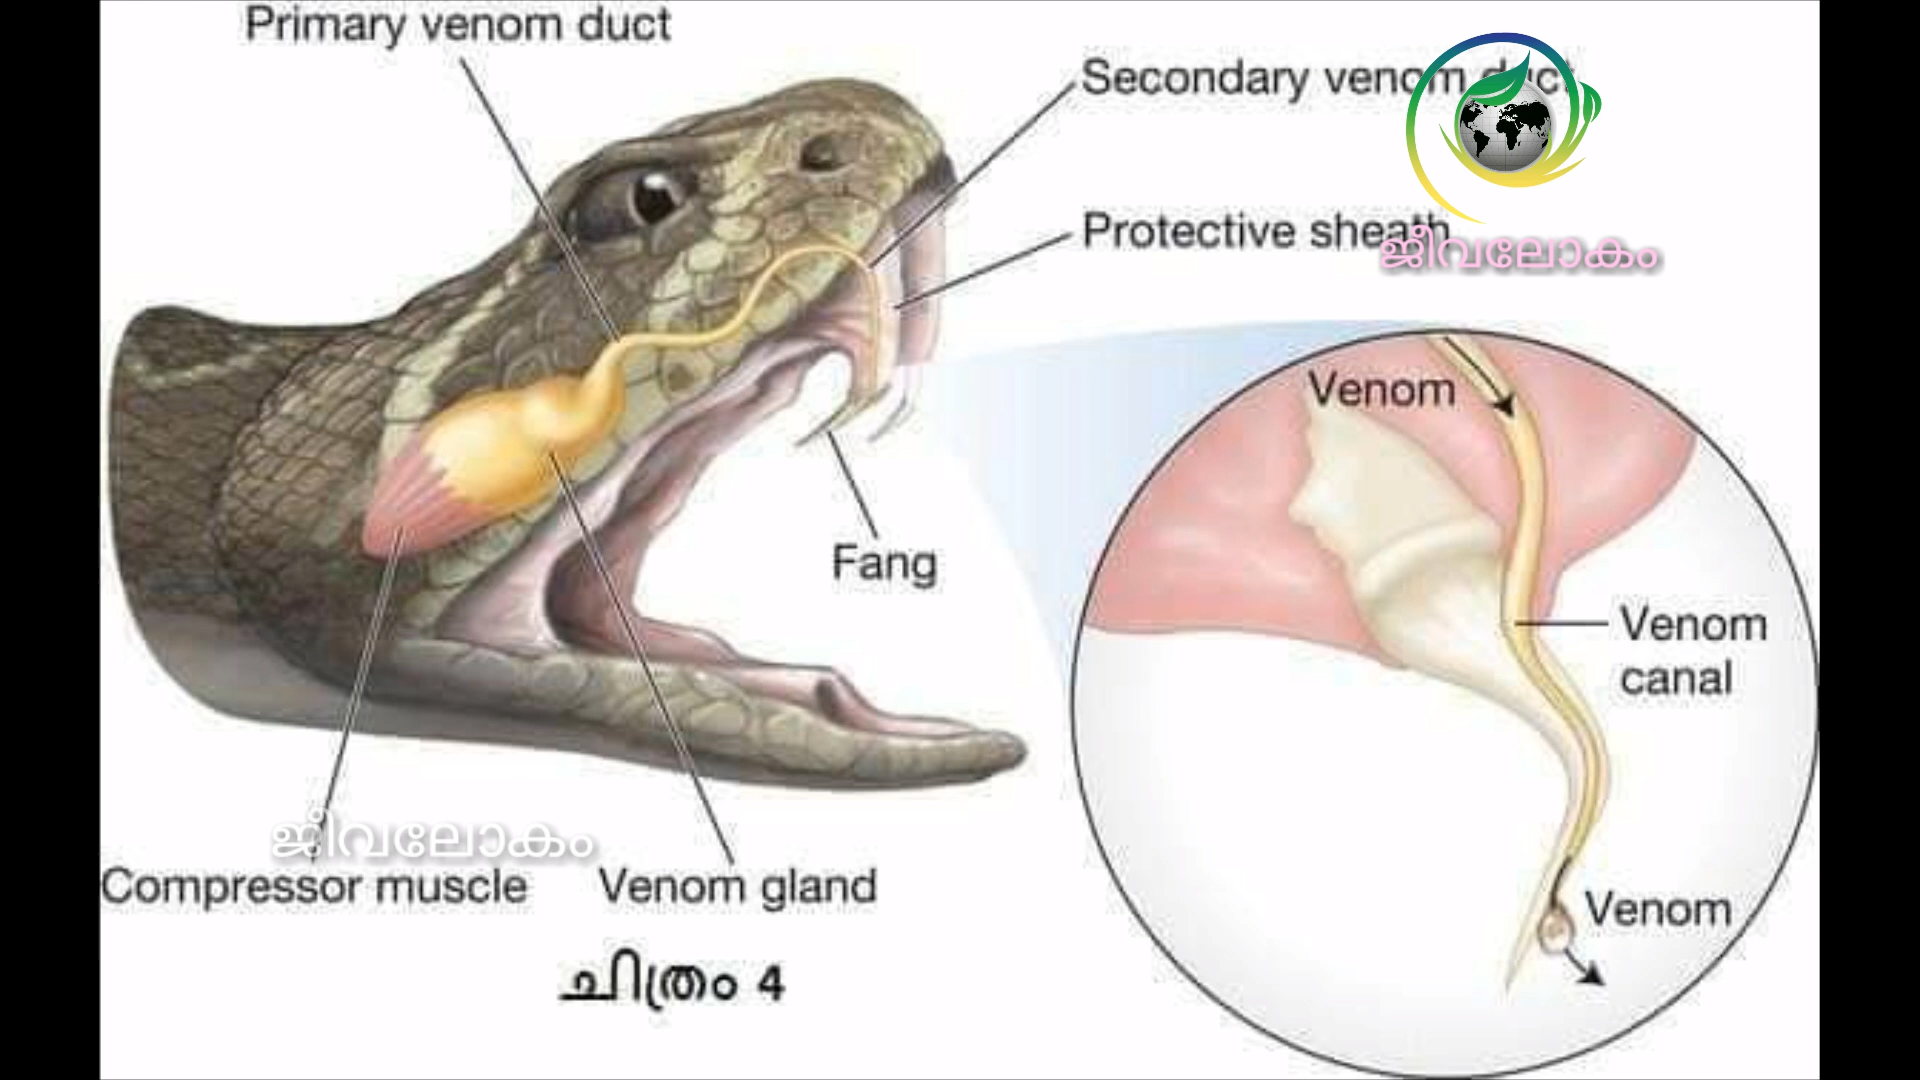 Primary venom duct
Secondary venom duct
Protective sheath
ജീവലോകം
Venom
Fang
Venom
canal
ജീവലോകം
Compressor muscle
Venom gland
Venom
ചിത്രം 4